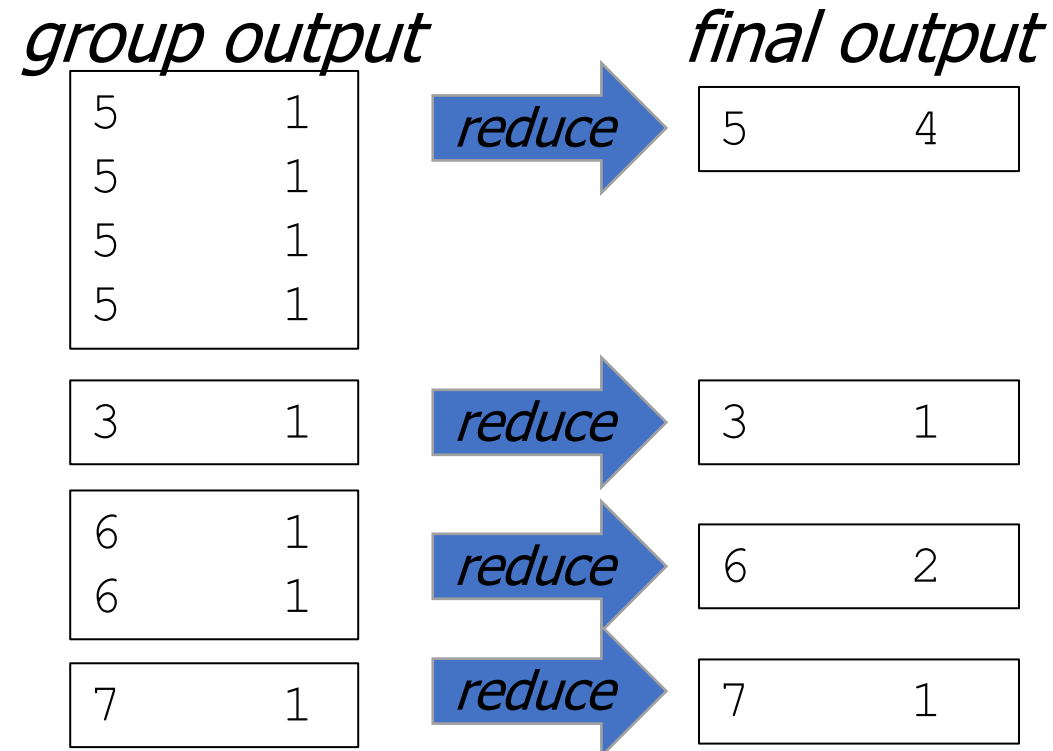 group output final output
5 1 reduce 5 4
5 1
5 1
5 1
3 1 reduce 3 1
6 1 reduce 6 2
6 1
7 1 reduce 7 1